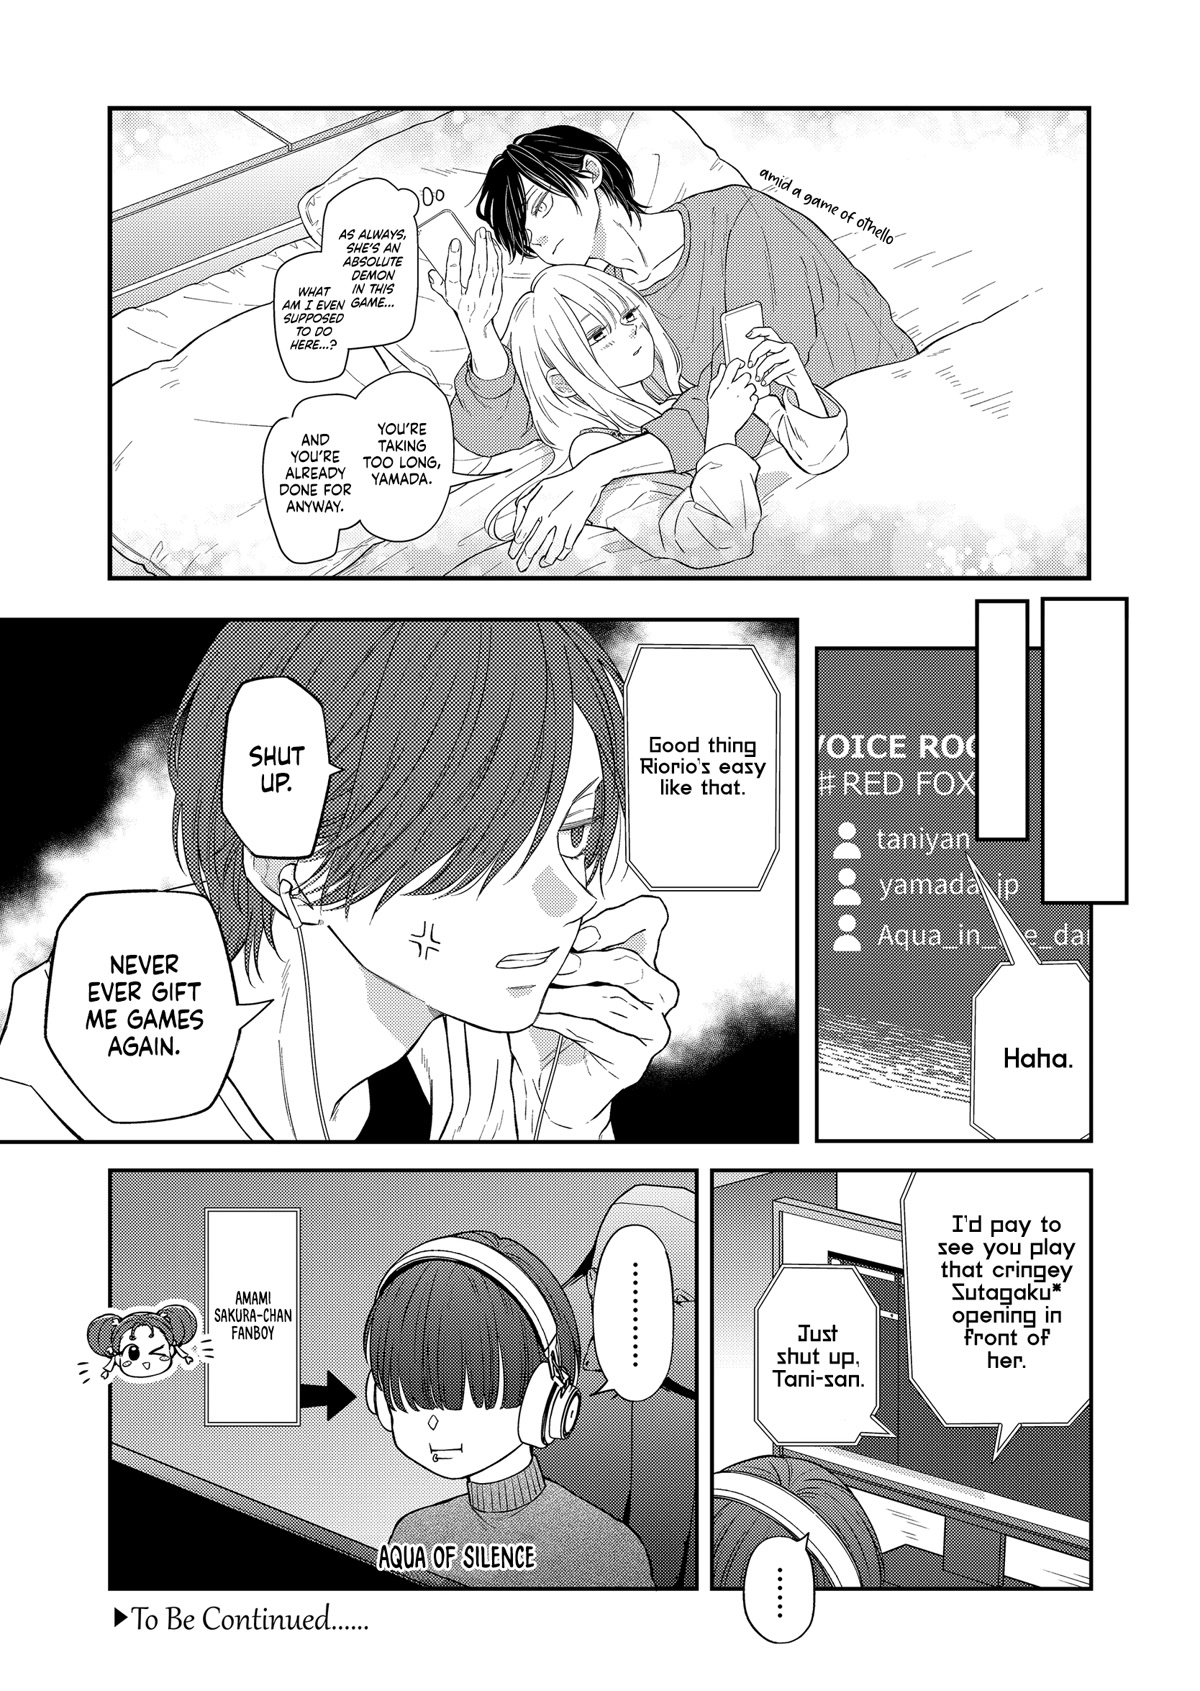 amid a game of othello
AS ALWAYS,
SHE'S AN
ABSOLUTE
DEMON
IN THIS
GAME...
WHAT
AM I EVEN
SUPPOSED
TO DO
HERE...?
YOU'RE
TAKING
TOO LONG,
YAMADA.
AND
YOU'RE
ALREADY
DONE FOR
ANYWAY.
VOICE ROO
#RED FOX
taniyan
yamada_jp
Aqua_in_the_dar
Haha.
Good thing
Riorio's easy
like that.
SHUT
UP.
NEVER
EVER GIFT
ME GAMES
AGAIN.
I'd pay to
see you play
that cringey
Sutagaku*
opening in
front of
her.
Just
shut up,
Tani-san.
........
.........
AMAMI
SAKURA-CHAN
FANBOY
AQUA OF SILENCE
▶To Be Continued......